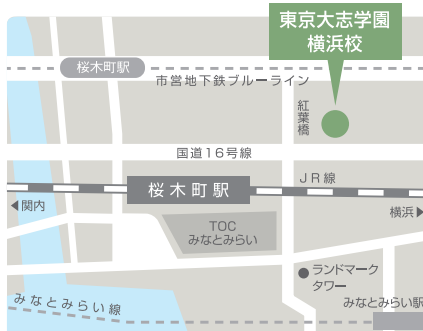 東京大志学園
横浜校
桜木町駅
市営地下鉄ブルーライン
紅葉橋
国道16号線
桜木町駅
JR線
◀関内
横浜▶
TOC
みなとみらい
ランドマーク
タワー
みなとみらい線
みなとみらい駅